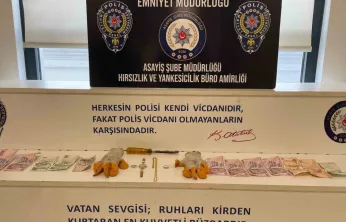 EMNİYET MÜDÜRLÜĞÜ
POLİS
POLİS
ASAYİŞ ŞUBE MÜDÜRLÜĞÜ
HIRSIZLIK VE YANKESİCİLİK BÜRO AMİRLİĞİ
HERKESİN POLİSİ KENDİ VİCDANIDIR,
FAKAT POLİS VİCDANI OLMAYANLARIN
KARŞISINDADIR.
VATAN SEVGİSİ; RUHLARI KİRDEN
KURTARAN EN KUVVETLİ RÜZGARDIR